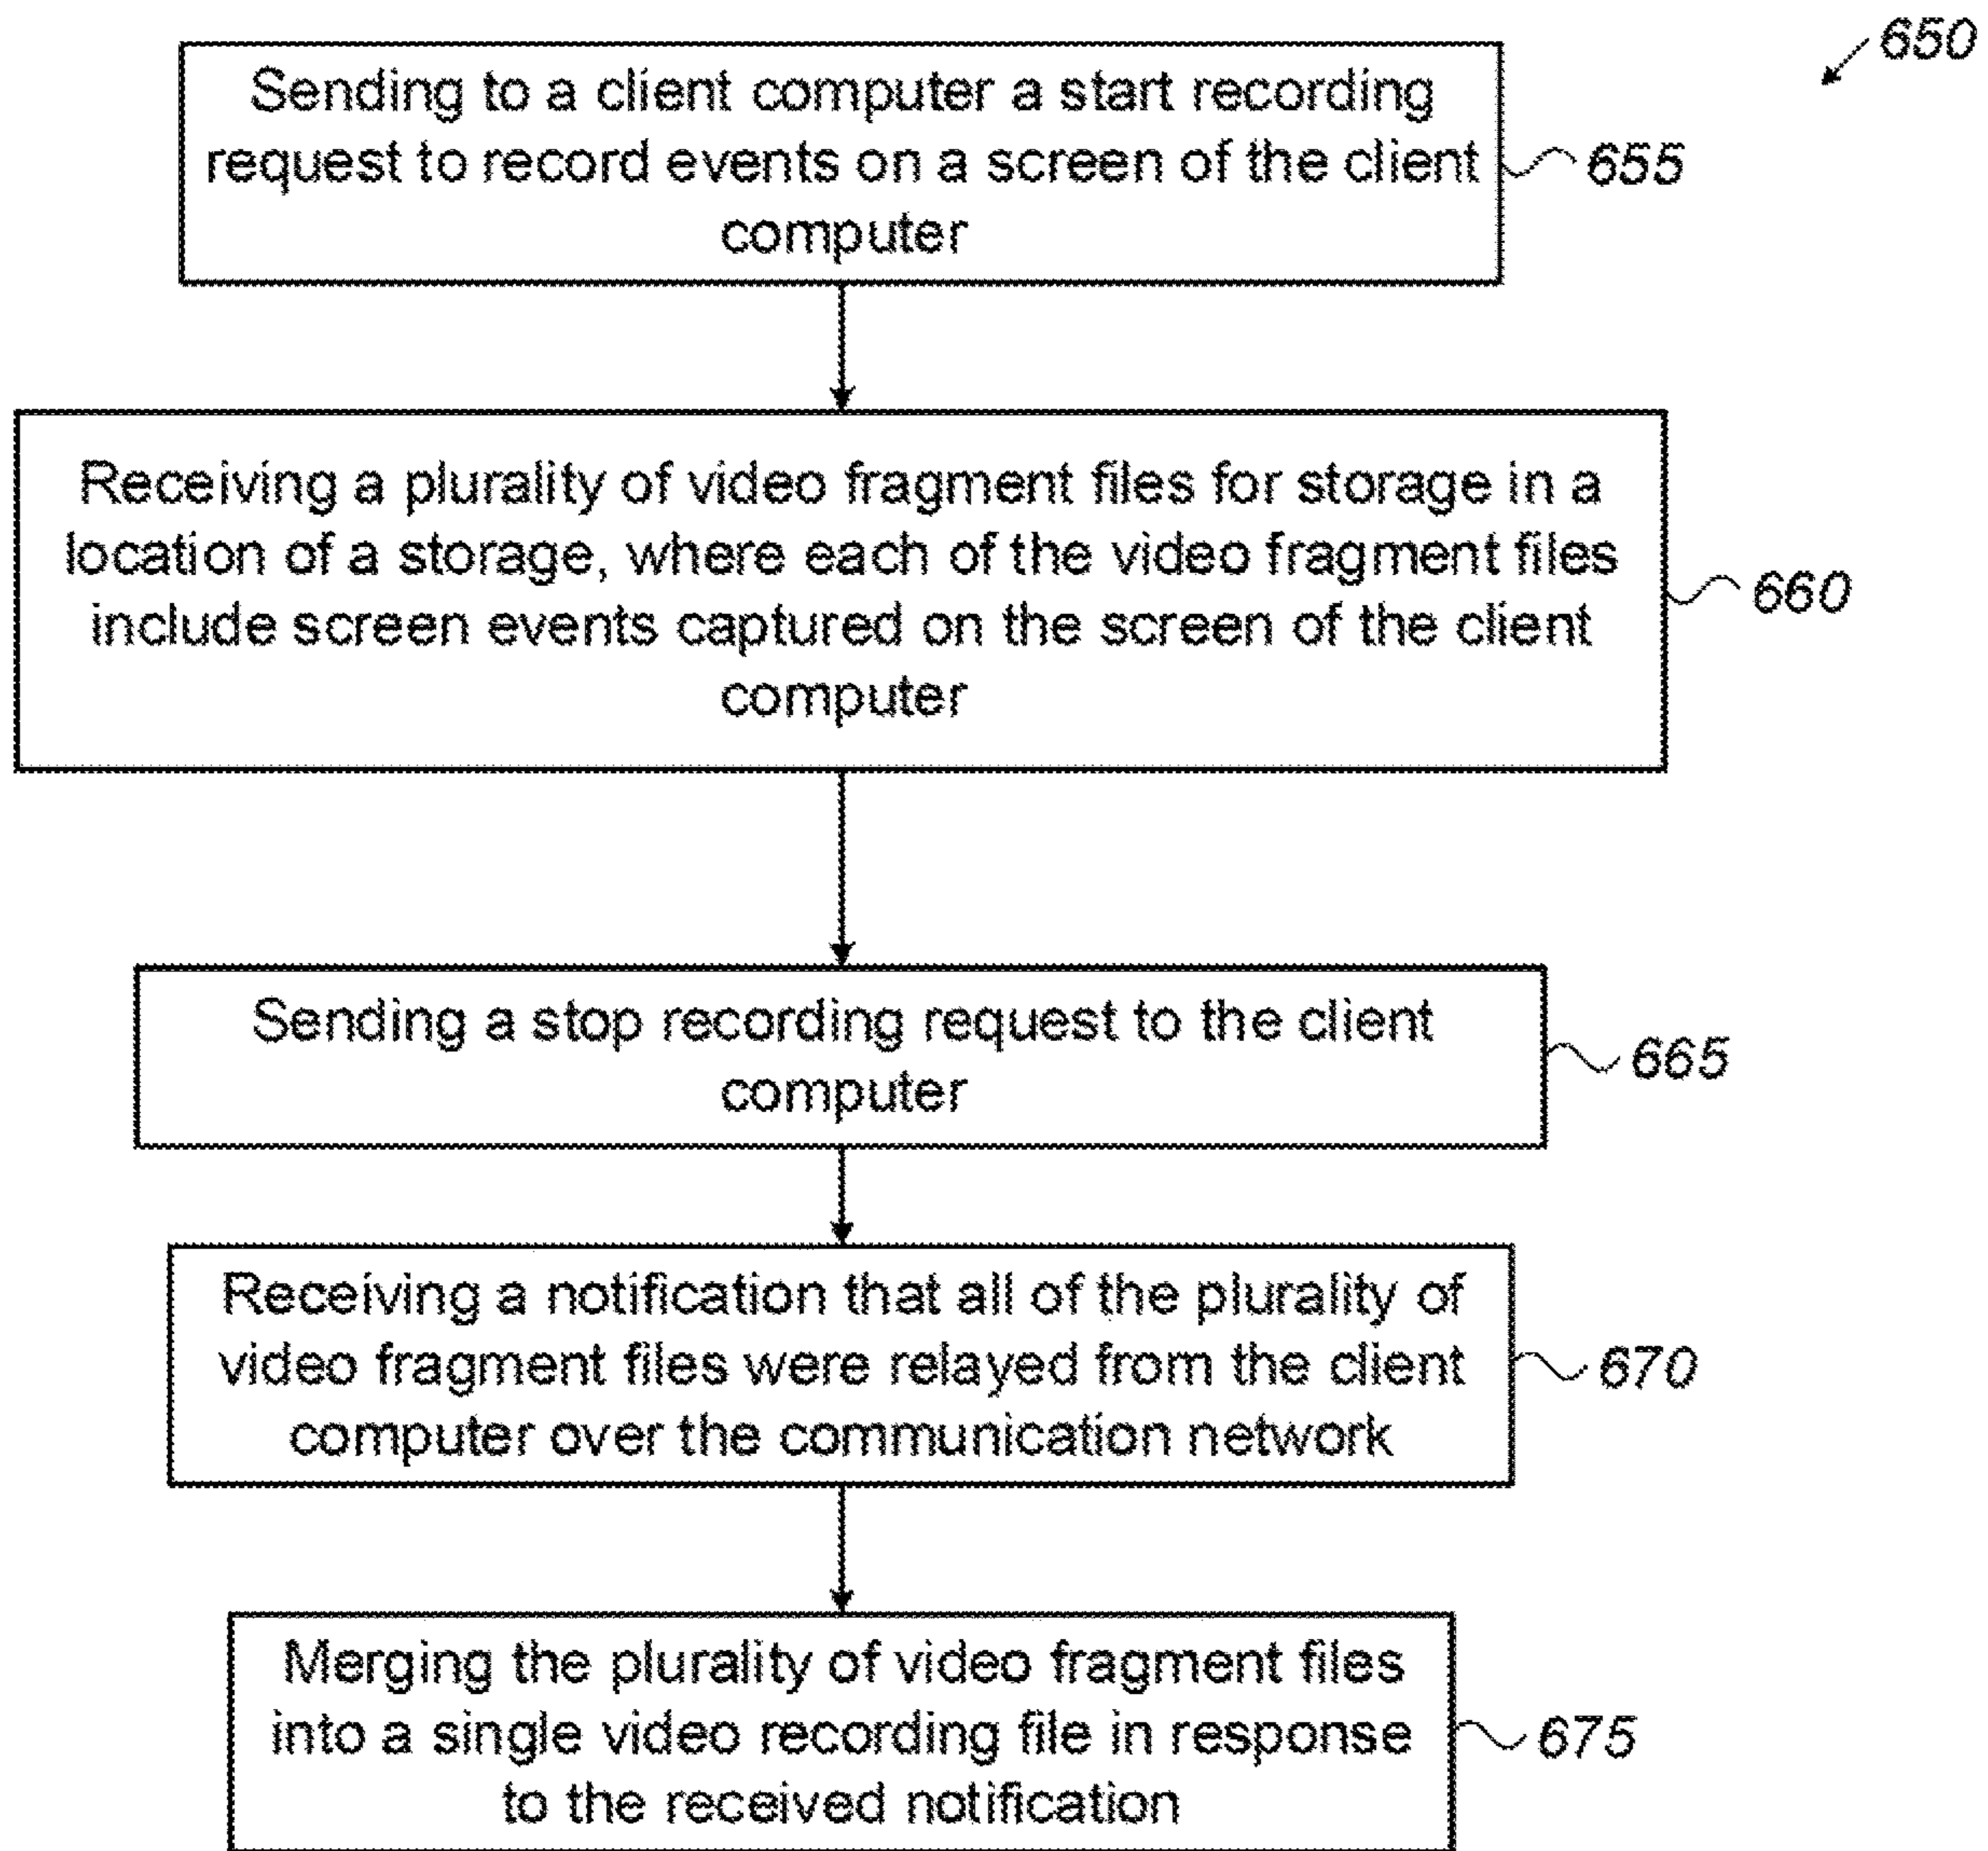 650
Sending to a client computer a start recording
request to record events on a screen of the client
computer
655
Receiving a plurality of video fragment files for storage in a
location of a storage, where each of the video fragment files
include screen events captured on the screen of the client
computer
660
Sending a stop recording request to the client
computer
665
Receiving a notification that all of the plurality of
video fragment files were relayed from the client
computer over the communication network
670
Merging the plurality of video fragment files
into a single video recording file in response
to the received notification
675